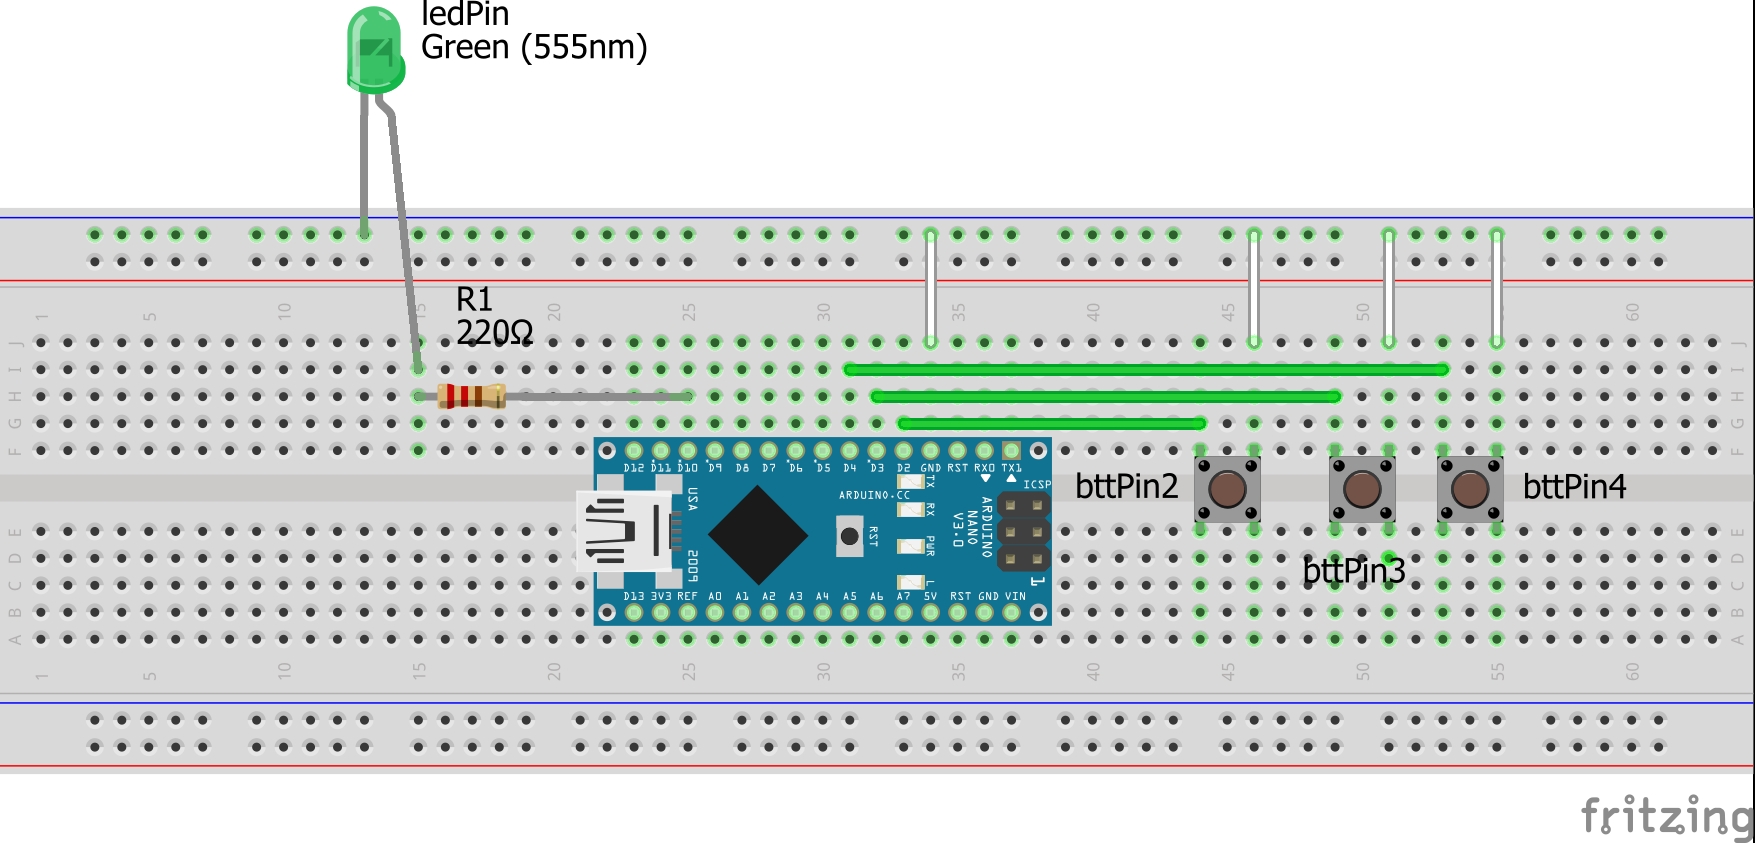 ledPin
Green (555nm)
1 5 10 15 20 25 30 35 40 45 50 55 60
R1
220Ω
J J
I I
H H
G G
F F
D12 D11 D10 D9 D8 D7 D6 D5 D4 D3 D2 GND RST RX0 TX1
TX
ICSP
USA
ARDUINO.CC
RX
ARDUINO
NANO
V3.0
RST
PWR
2009
L
1
D13 3V3 REF A0 A1 A2 A3 A4 A5 A6 A7 5V RST GND VIN
bttPin2
bttPin4
bttPin3
E E
D D
C C
B B
A A
1 5 10 15 20 25 30 35 40 45 50 55 60
fritzing